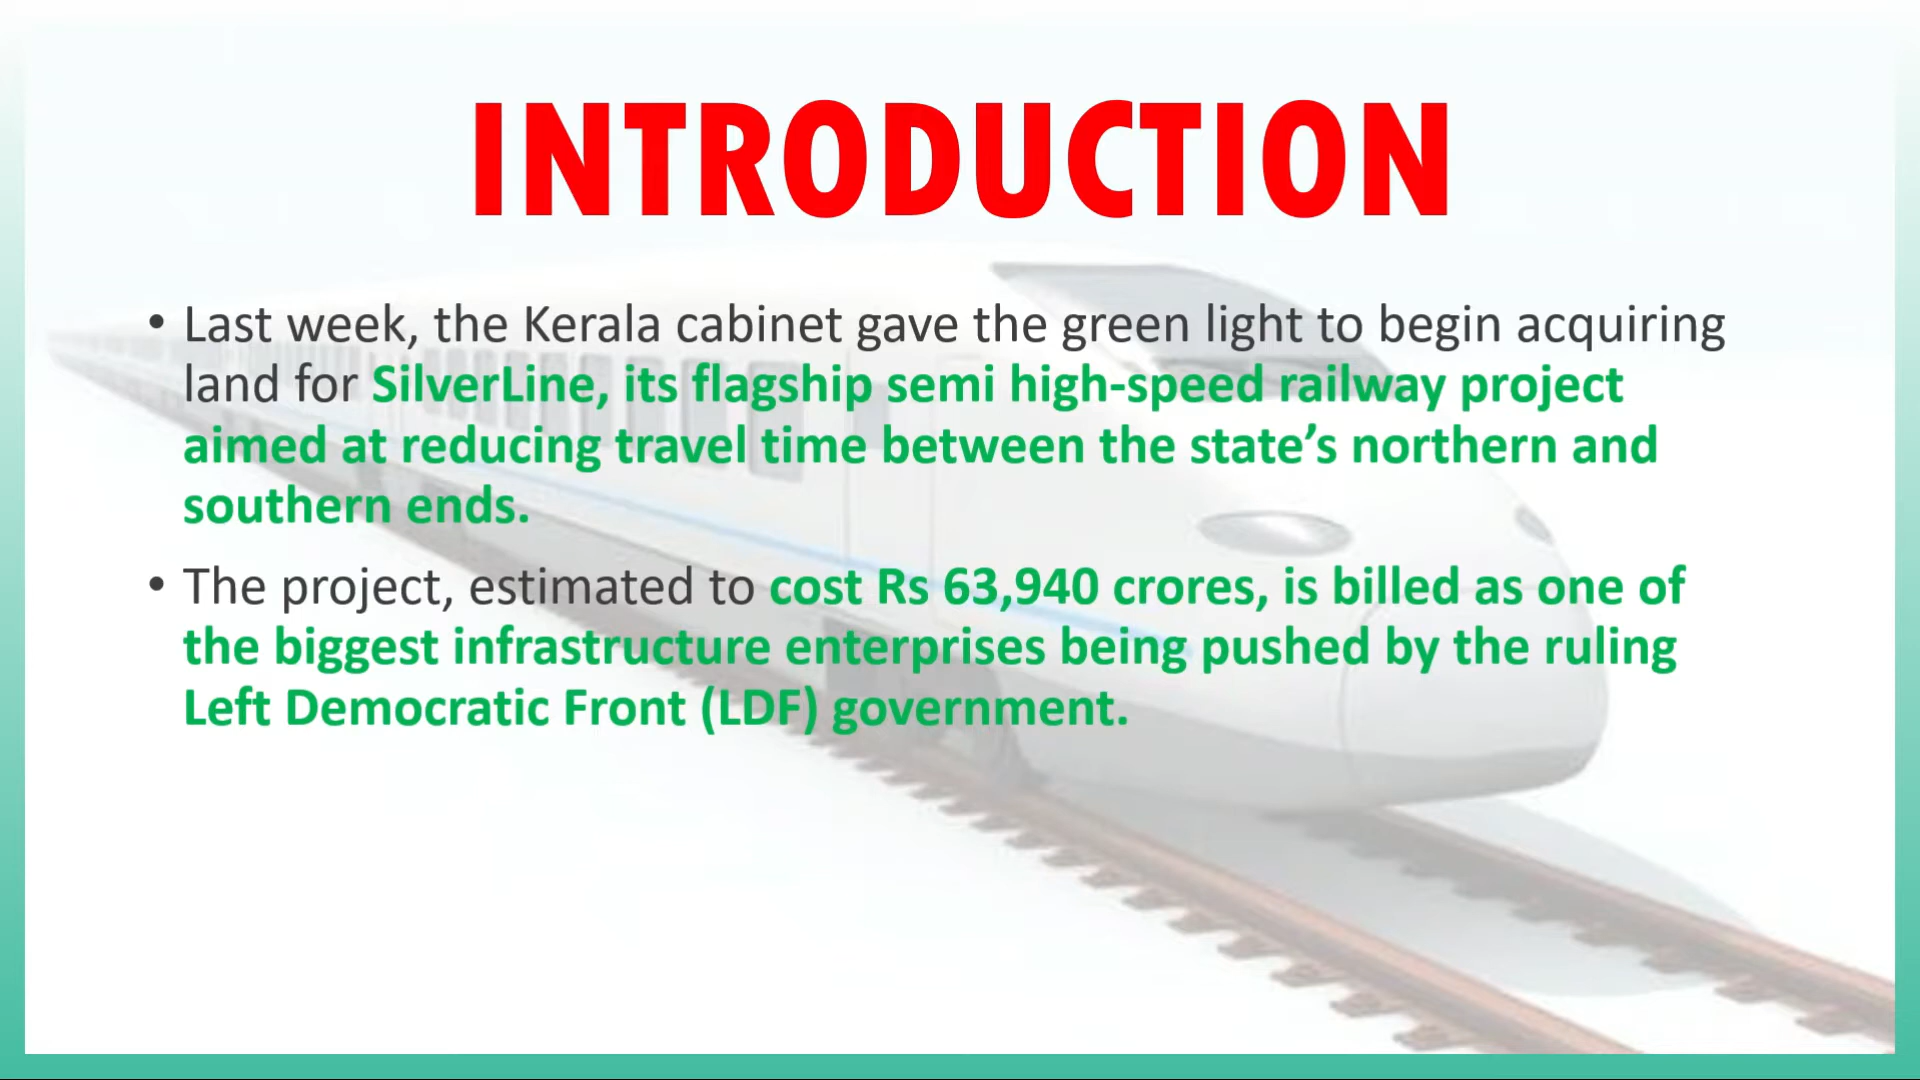 INTRODUCTION
• Last week, the Kerala cabinet gave the green light to begin acquiring
land for SilverLine, its flagship semi high-speed railway project
aimed at reducing travel time between the state’s northern and
southern ends.
• The project, estimated to cost Rs 63,940 crores, is billed as one of
the biggest infrastructure enterprises being pushed by the ruling
Left Democratic Front (LDF) government.